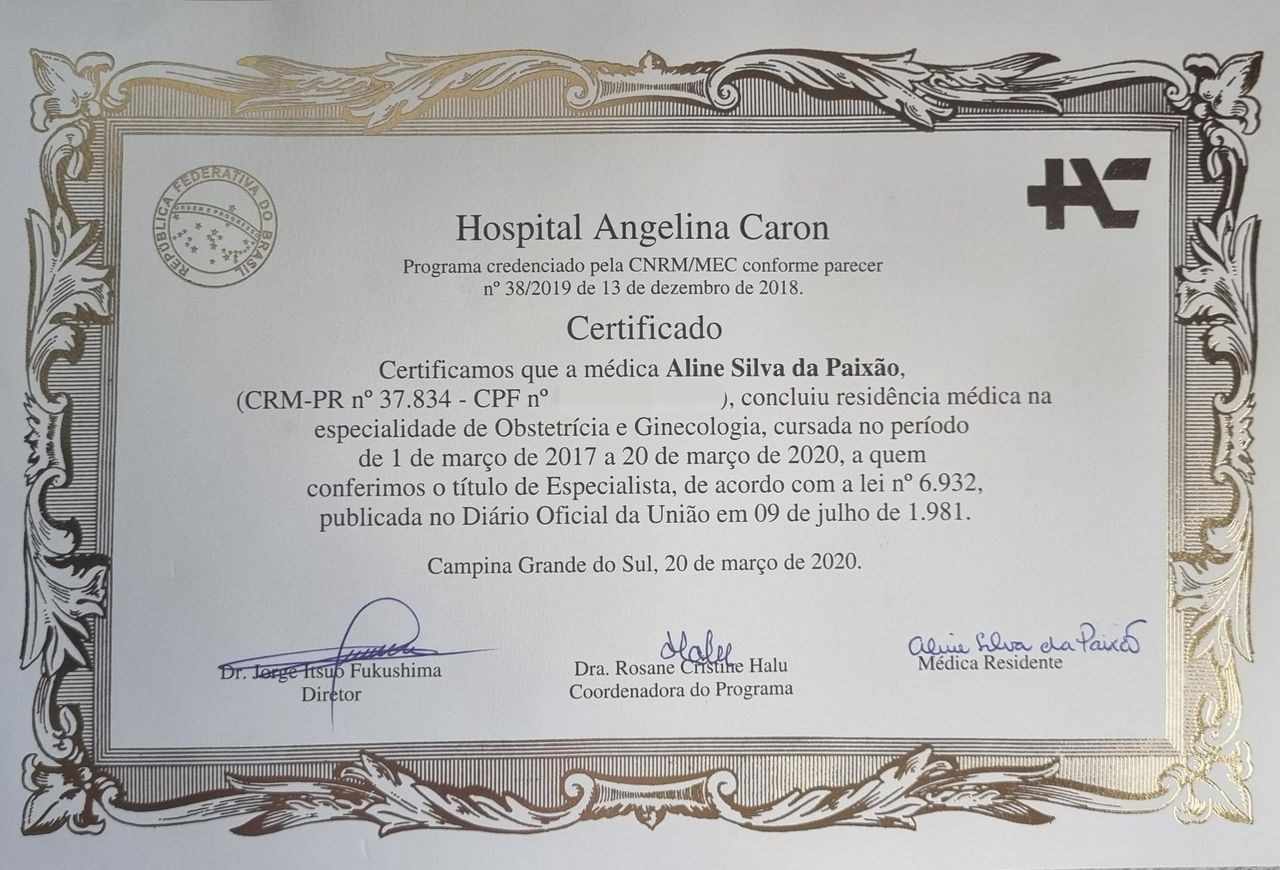 REPÚBLICA FEDERATIVA DO BRASIL
ORDEM E PROGRESSO
HAC
Hospital Angelina Caron
Programa credenciado pela CNRM/MEC conforme parecer
nº 38/2019 de 13 de dezembro de 2018.
Certificado
Certificamos que a médica Aline Silva da Paixão,
(CRM-PR nº 37.834 - CPF nº ), concluiu residência médica na
especialidade de Obstetrícia e Ginecologia, cursada no período
de 1 de março de 2017 a 20 de março de 2020, a quem
conferimos o título de Especialista, de acordo com a lei nº 6.932,
publicada no Diário Oficial da União em 09 de julho de 1.981.
Campina Grande do Sul, 20 de março de 2020.
Halu
Aline Silva da Paixão
Dr. Jorge Itsuo Fukushima
Dra. Rosane Cristine Halu
Médica Residente
Diretor
Coordenadora do Programa